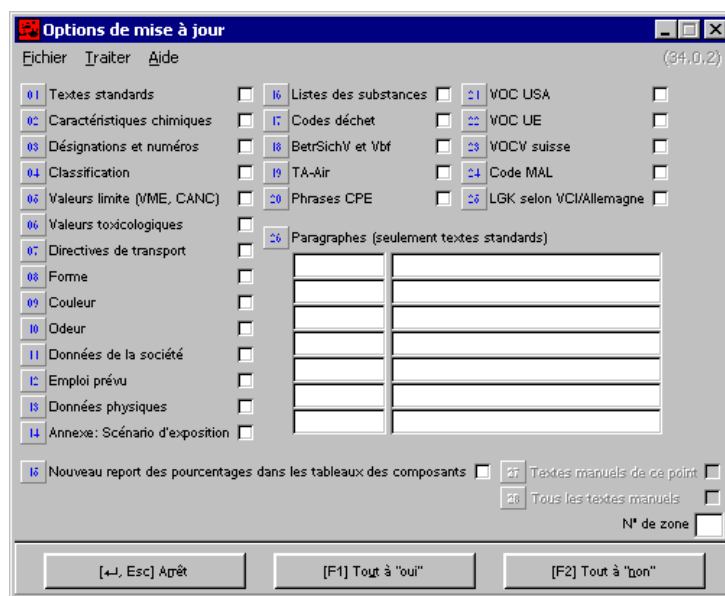 Options de mise à jour
Fichier Traiter Aide (34.0.2)
01 Textes standards
02 Caractéristiques chimiques
03 Désignations et numéros
04 Classification
05 Valeurs limite (VME, CANC)
06 Valeurs toxicologiques
07 Directives de transport
08 Forme
09 Couleur
10 Odeur
11 Données de la société
12 Emploi prévu
13 Données physiques
14 Annexe: Scénario d'exposition
16 Listes des substances
17 Codes déchet
18 BetrSichV et Vbf
19 TA-Air
20 Phrases CPE
21 VOC USA
22 VOC UE
23 VOCV suisse
24 Code MAL
25 LGK selon VCI/Allemagne
26 Paragraphes (seulement textes standards)
15 Nouveau report des pourcentages dans les tableaux des composants
27 Textes manuels de ce point
28 Tous les textes manuels
N° de zone
[↵, Esc] Arrêt
[F1] Tout à "oui"
[F2] Tout à "non"